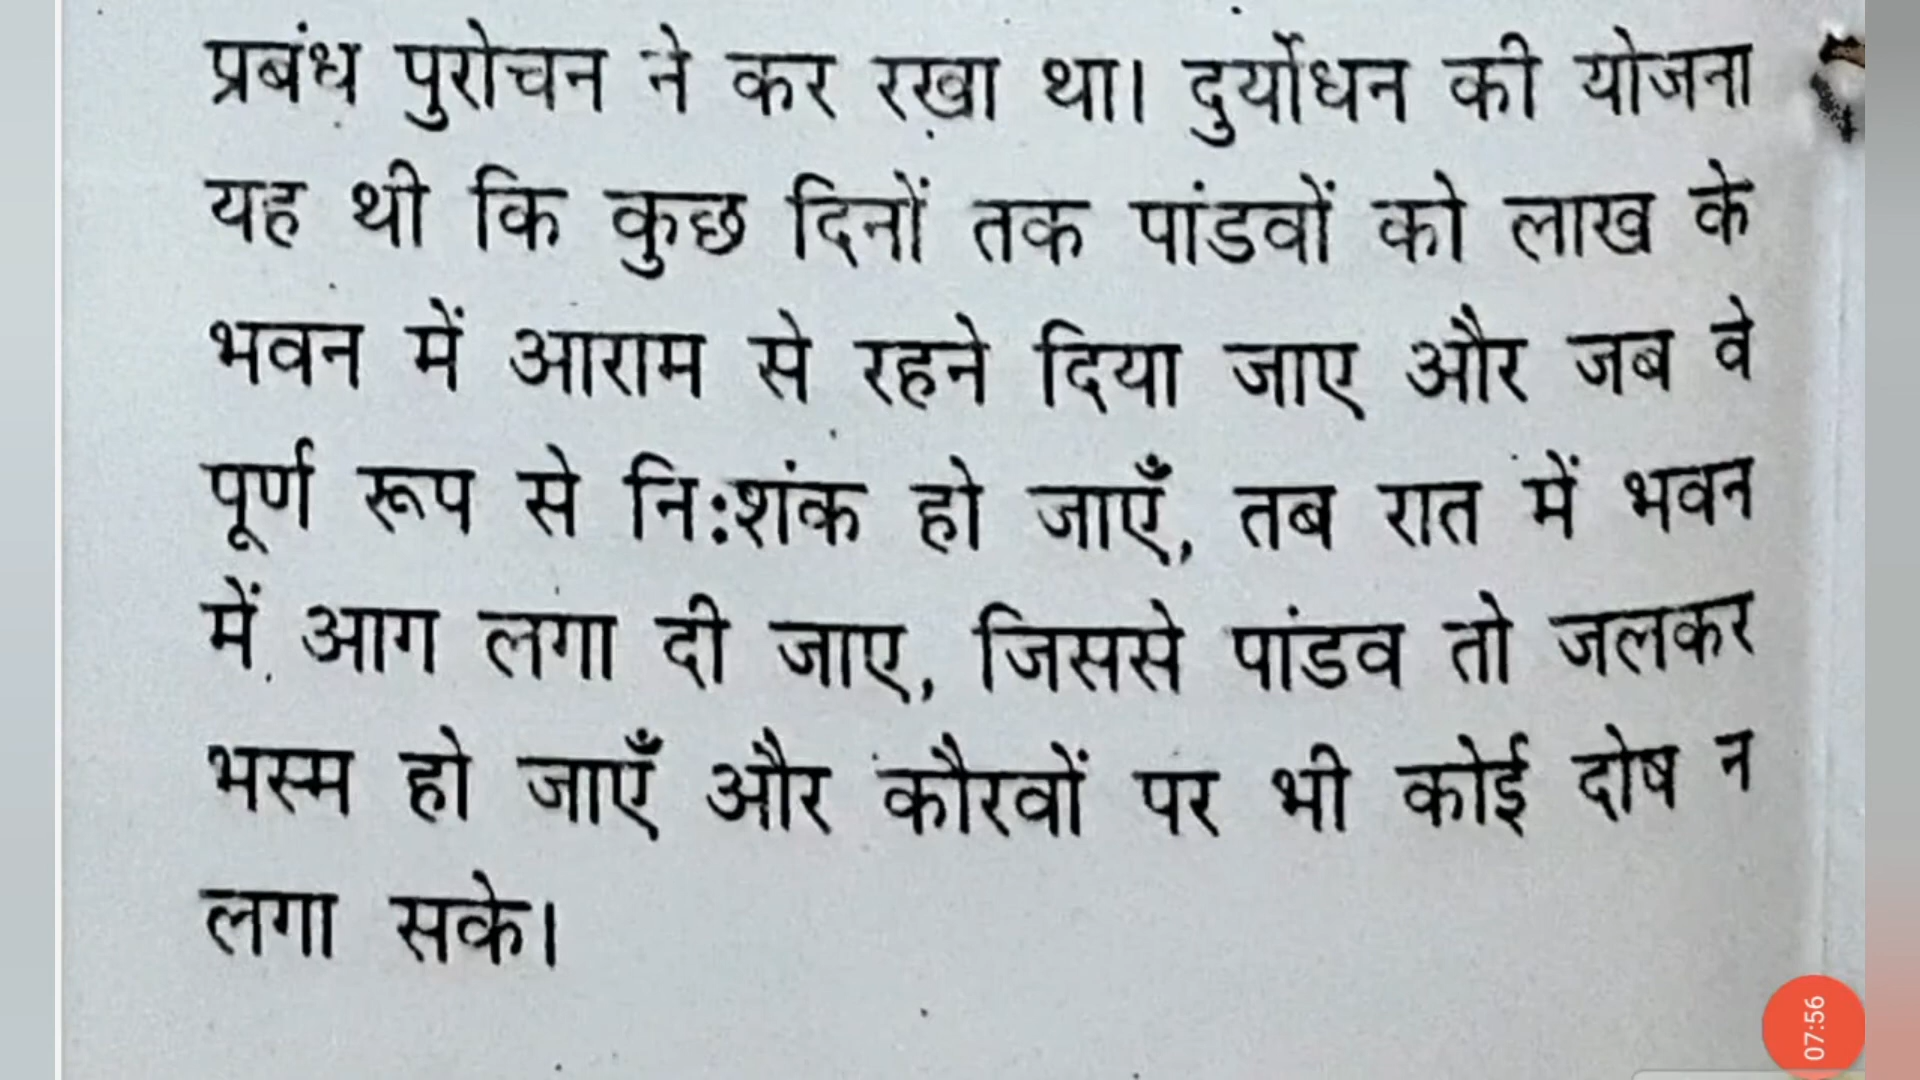 प्रबंध पुरोचन ने कर रखा था। दुर्योधन की योजना
यह थी कि कुछ दिनों तक पांडवों को लाख के
भवन में आराम से रहने दिया जाए और जब वे
पूर्ण रूप से नि:शंक हो जाएँ, तब रात में भवन
में आग लगा दी जाए, जिससे पांडव तो जलकर
भस्म हो जाएँ और कौरवों पर भी कोई दोष न
लगा सके।
07:56